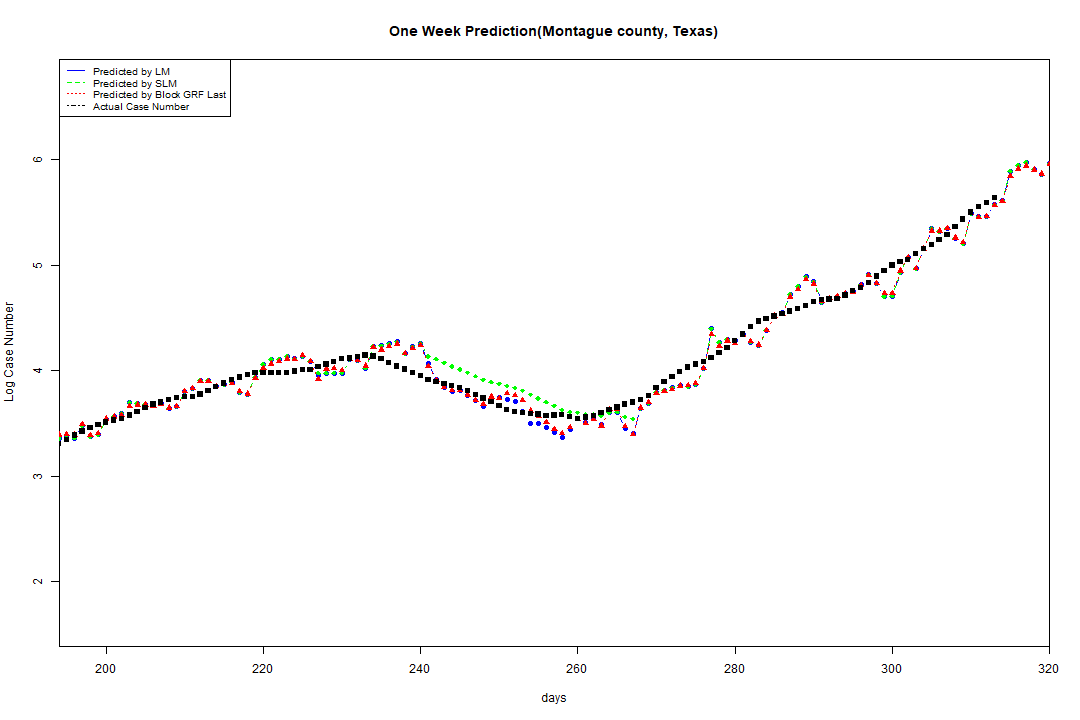 One Week Prediction(Montague county, Texas)
Predicted by LM
Predicted by SLM
Predicted by Block GRF Last
Actual Case Number
Log Case Number
6
5
4
3
2
200 220 240 260 280 300 320
days